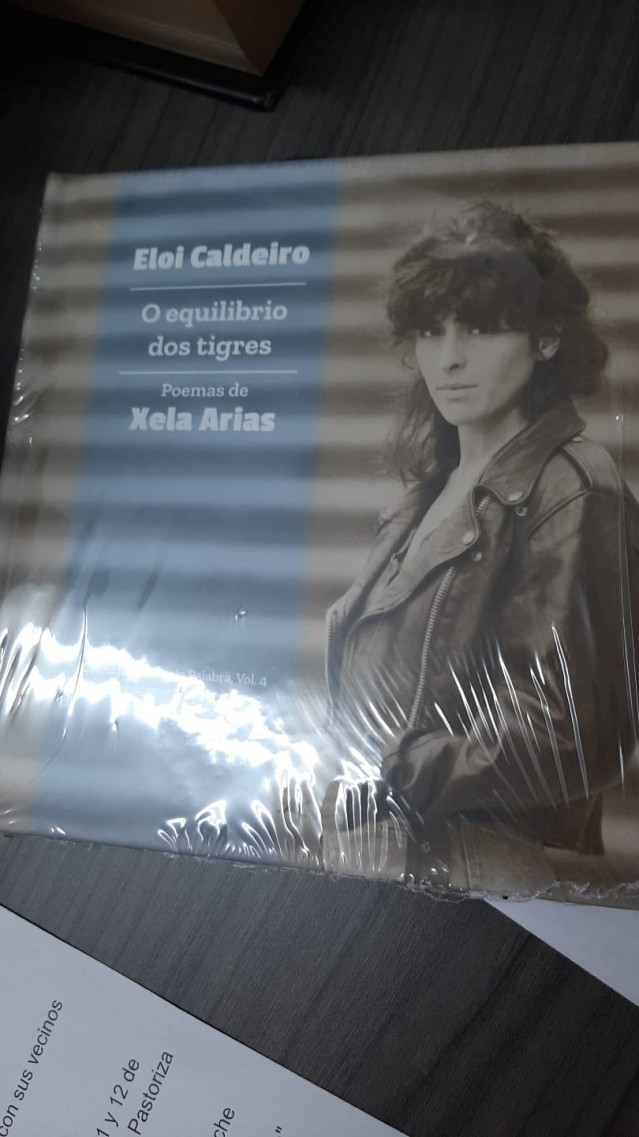 Eloi Caldeiro
O equilibrio
dos tigres
Poemas de
Xela Arias
Palabra, Vol. 4
con sus vecinos
1 y 12 de
Pastoriza
che
"